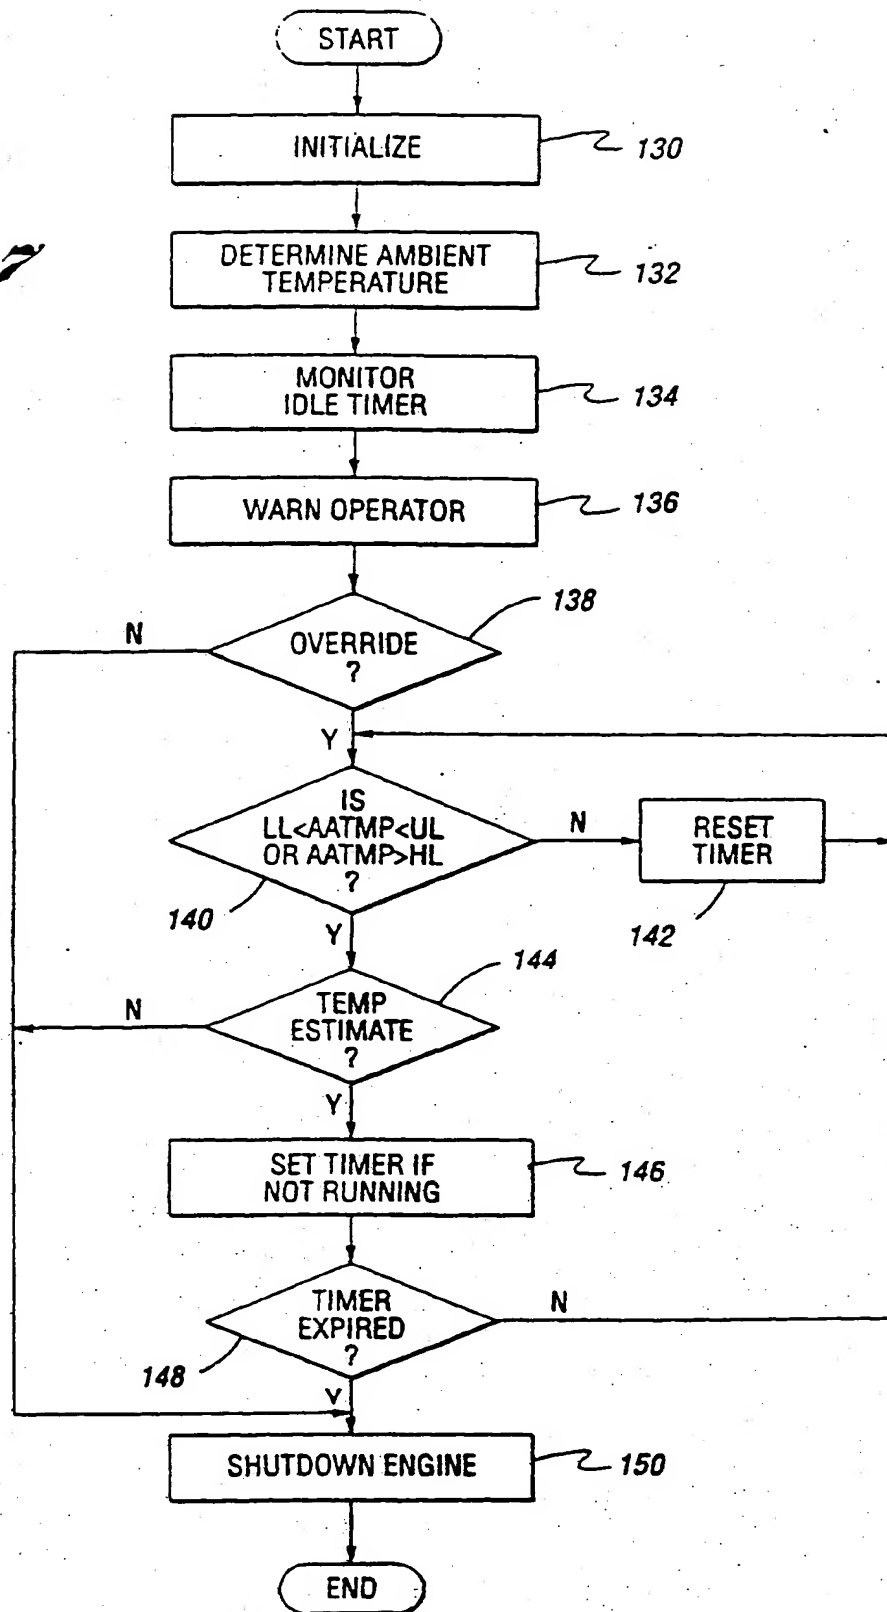 START
INITIALIZE
130
7
DETERMINE AMBIENT
TEMPERATURE
132
MONITOR
IDLE TIMER
134
WARN OPERATOR
136
138
N
OVERRIDE
?
Y
IS
LL<AATMP<UL
OR AATMP>HL
?
140
N
RESET
TIMER
142
Y
144
N
TEMP
ESTIMATE
?
Y
SET TIMER IF
NOT RUNNING
146
TIMER
EXPIRED
?
N
148
Y
SHUTDOWN ENGINE
150
END